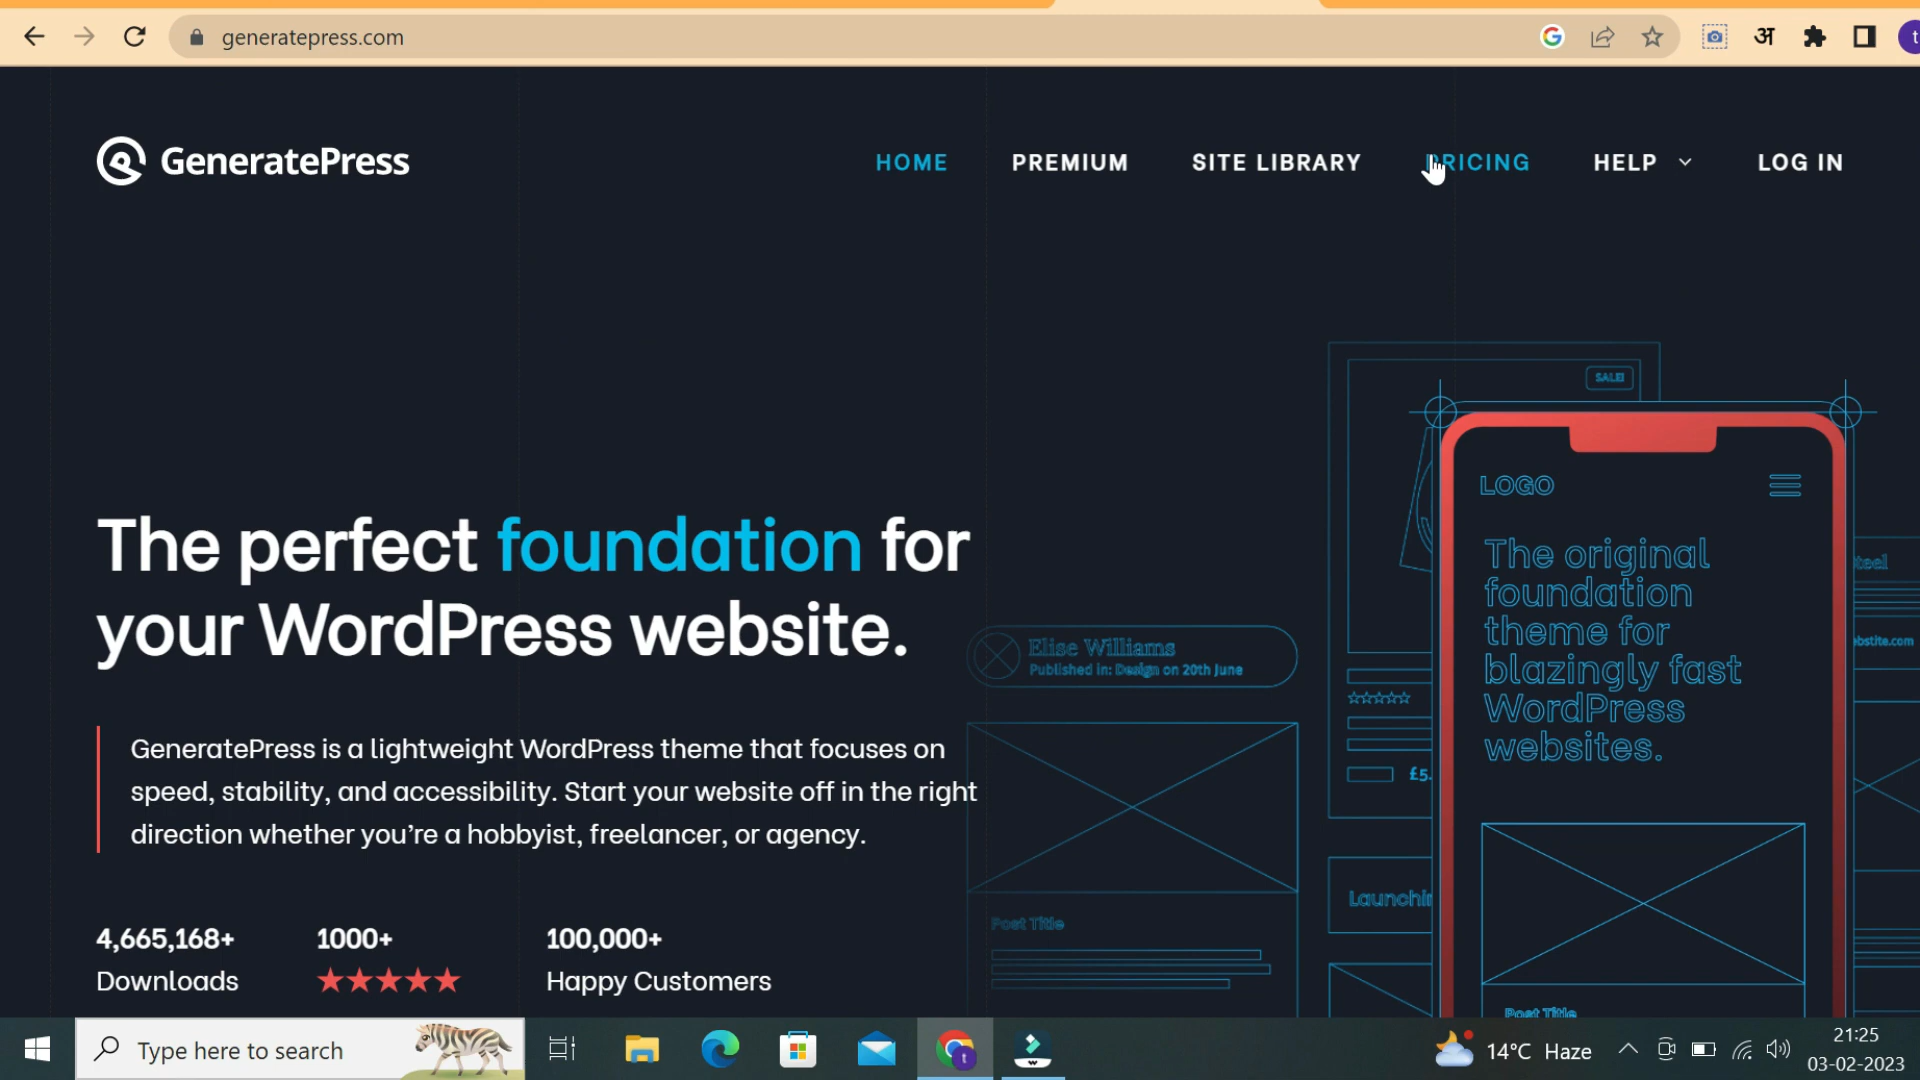 generatepress.com
अ
t
GeneratePress
HOME
PREMIUM
SITE LIBRARY
PRICING
HELP
LOG IN
The perfect foundation for
your WordPress website.
GeneratePress is a lightweight WordPress theme that focuses on
speed, stability, and accessibility. Start your website off in the right
direction whether you’re a hobbyist, freelancer, or agency.
4,665,168+
Downloads
1000+
100,000+
Happy Customers
Elise Williams
Published in: Design on 20th June
Post Title
LOGO
The original
foundation
theme for
blazingly fast
WordPress
websites.
Post Title
Type here to search
14°C Haze
21:25
03-02-2023